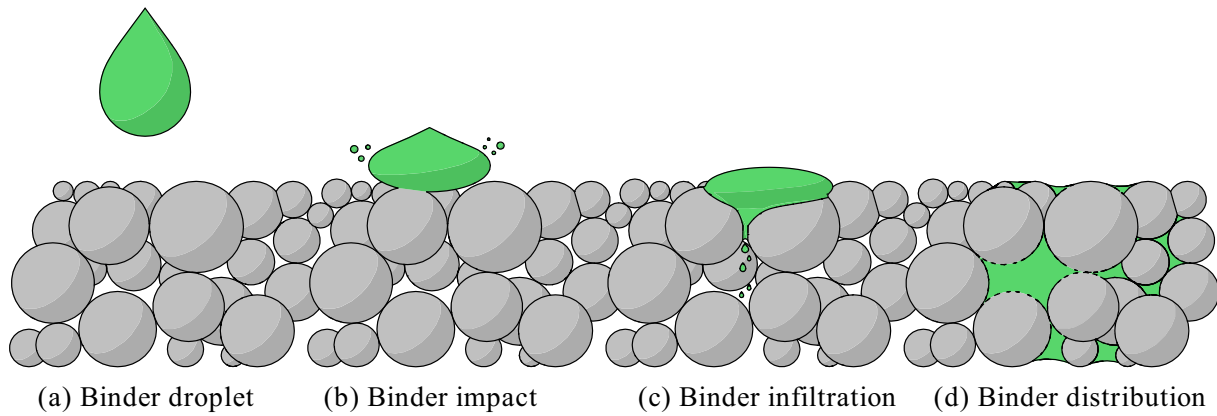 (a) Binder droplet (b) Binder impact (c) Binder infiltration (d) Binder distribution